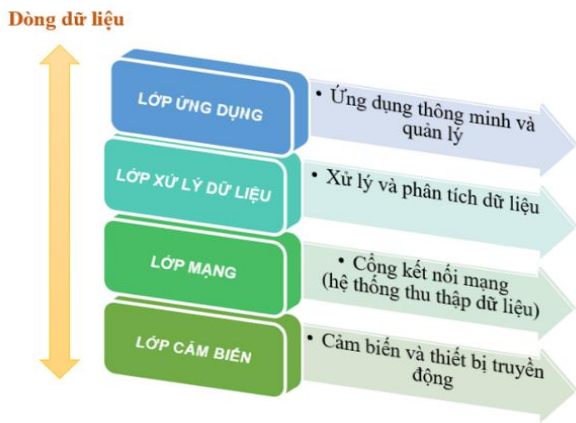 Dòng dữ liệu
LỚP ỨNG DỤNG
• Ứng dụng thông minh và
quản lý
LỚP XỬ LÝ DỮ LIỆU
• Xử lý và phân tích dữ liệu
LỚP MẠNG
• Cổng kết nối mạng
(hệ thống thu thập dữ liệu)
LỚP CẢM BIẾN
• Cảm biến và thiết bị truyền
động